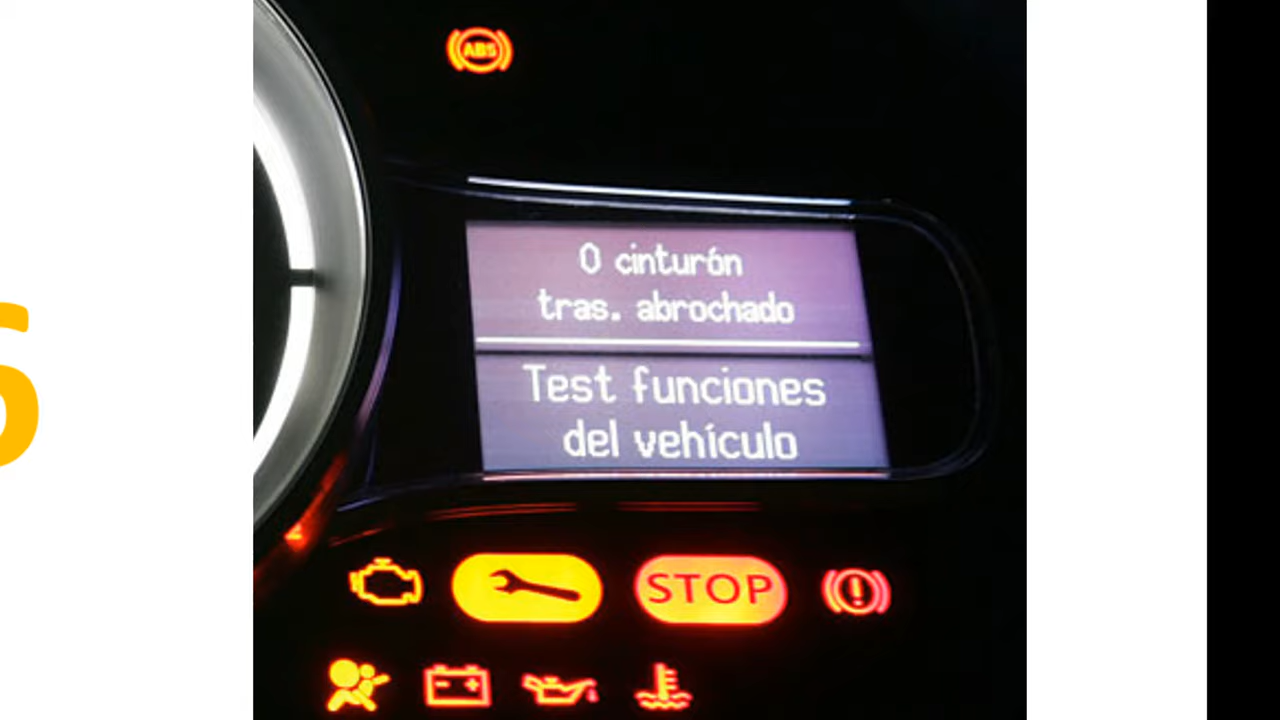 ABS
0 cinturón
tras. abrochado
Test funciones
del vehículo
STOP